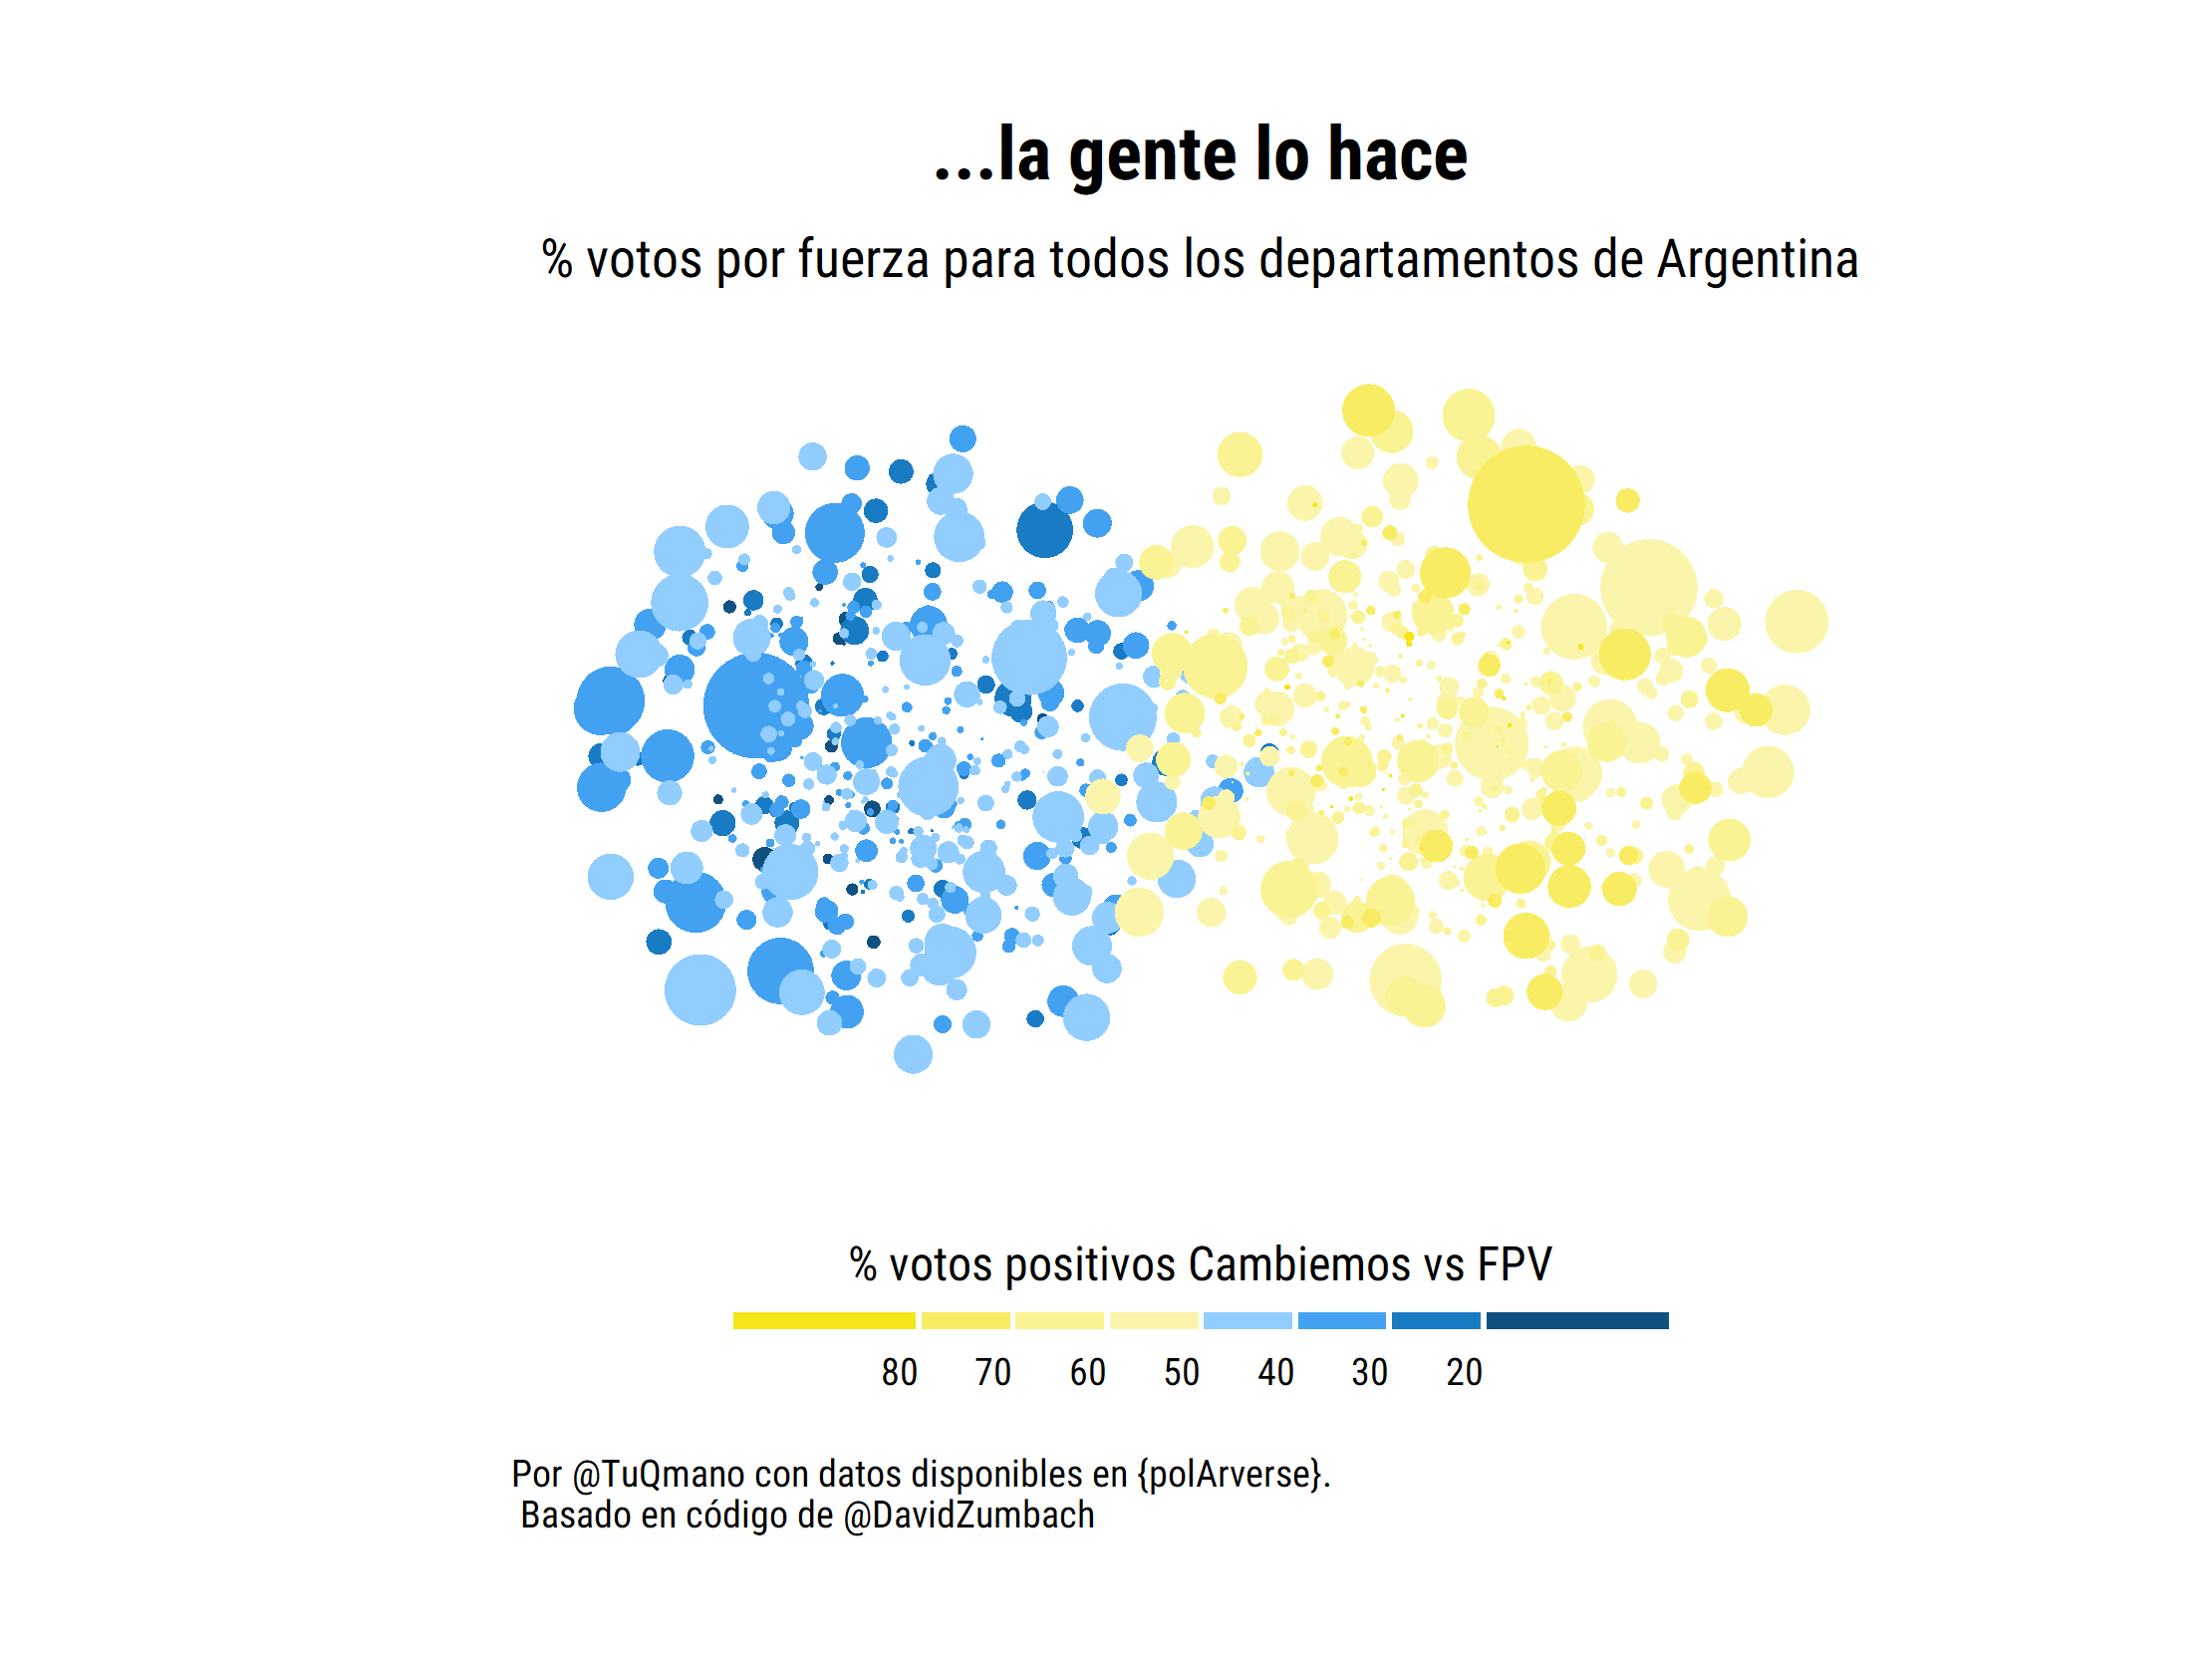 ...la gente lo hace
% votos por fuerza para todos los departamentos de Argentina
% votos positivos Cambiemos vs FPV
80 70 60 50 40 30 20
Por @TuQmano con datos disponibles en {polArverse}.
Basado en código de @DavidZumbach